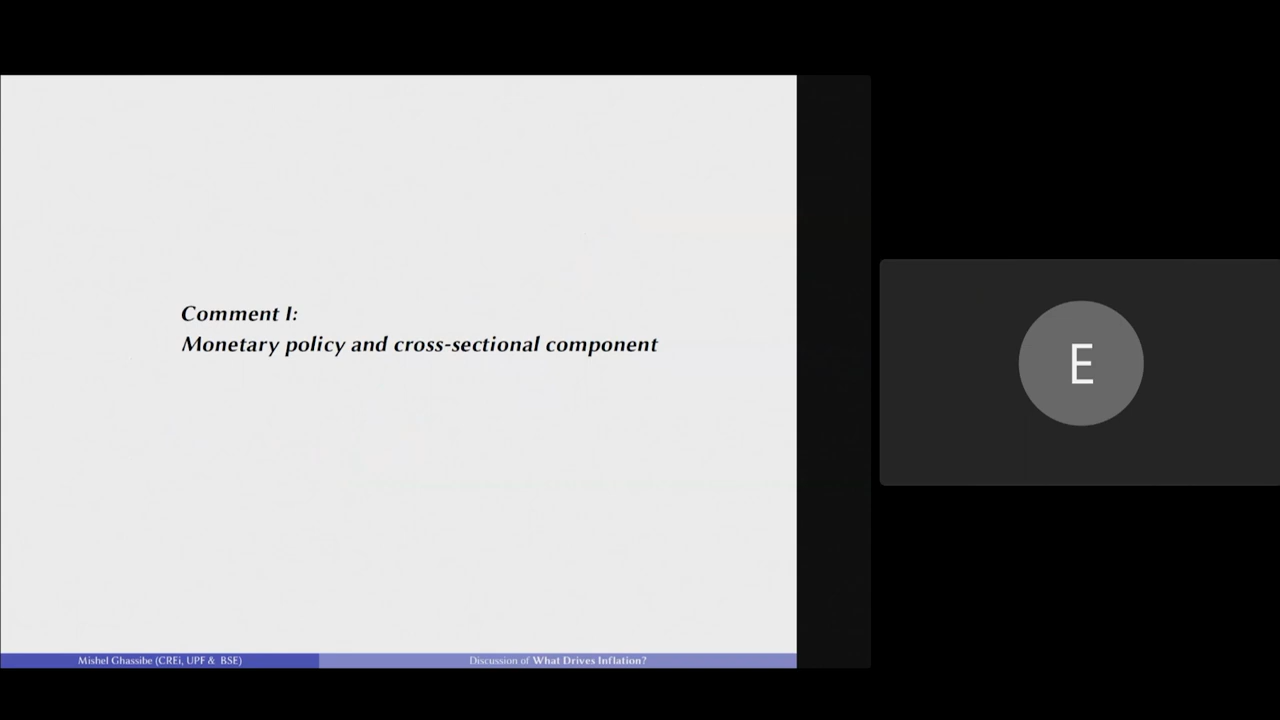 Comment I:
Monetary policy and cross-sectional component
E
Mishel Ghassibe (CREi, UPF & BSE)
Discussion of What Drives Inflation?